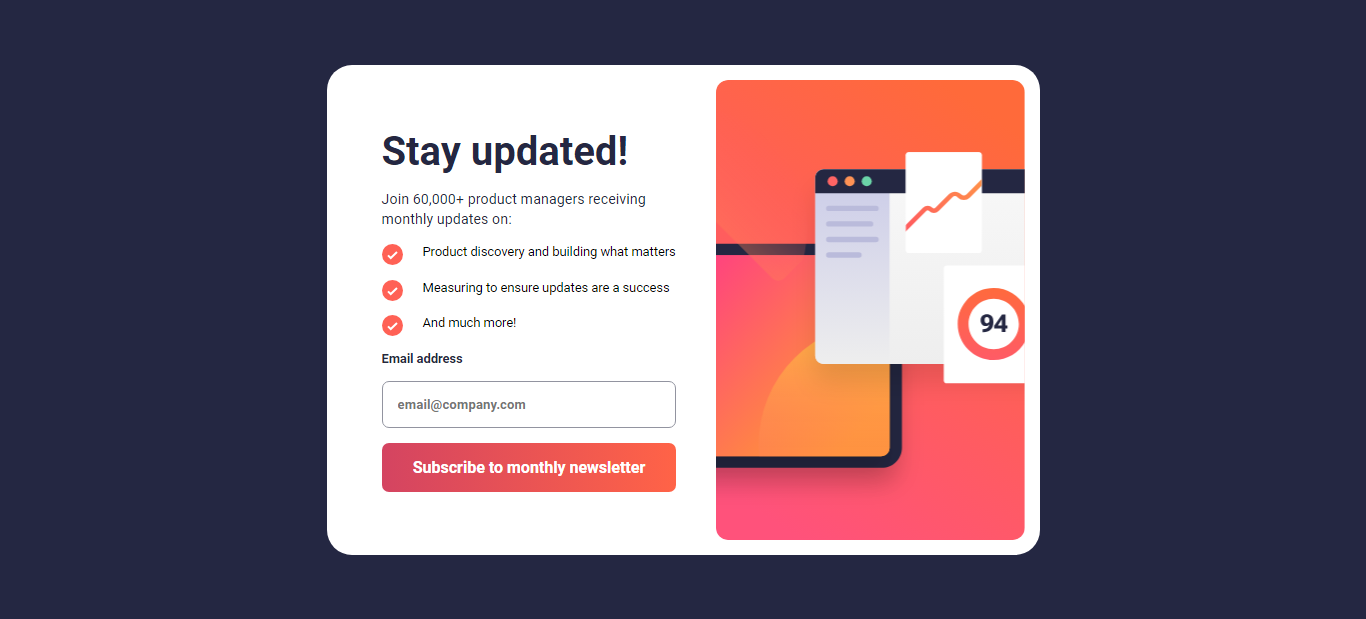 Stay updated!
Join 60,000+ product managers receiving
monthly updates on:
Product discovery and building what matters
Measuring to ensure updates are a success
And much more!
Email address
email@company.com
Subscribe to monthly newsletter
94